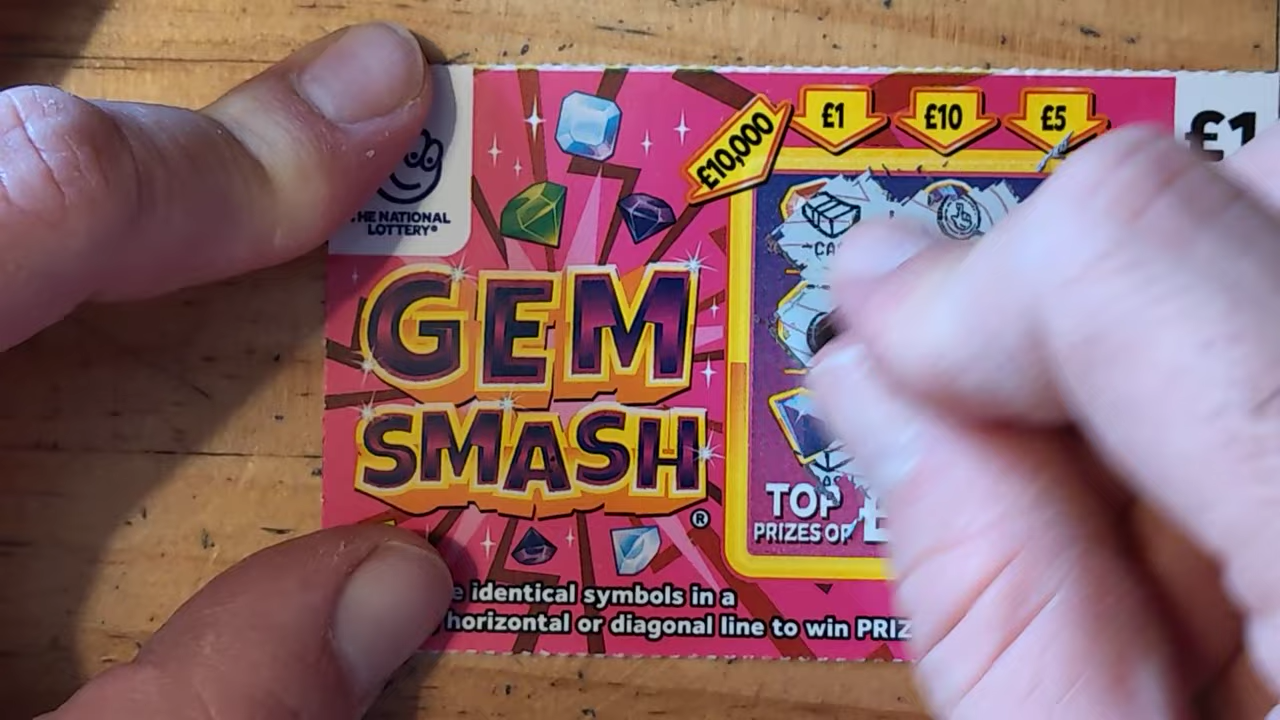 £10,000
£1
£10
£5
£1
THE NATIONAL
LOTTERY®
GEM
SMASH®
TOP
PRIZES OF
identical symbols in a
horizontal or diagonal line to win